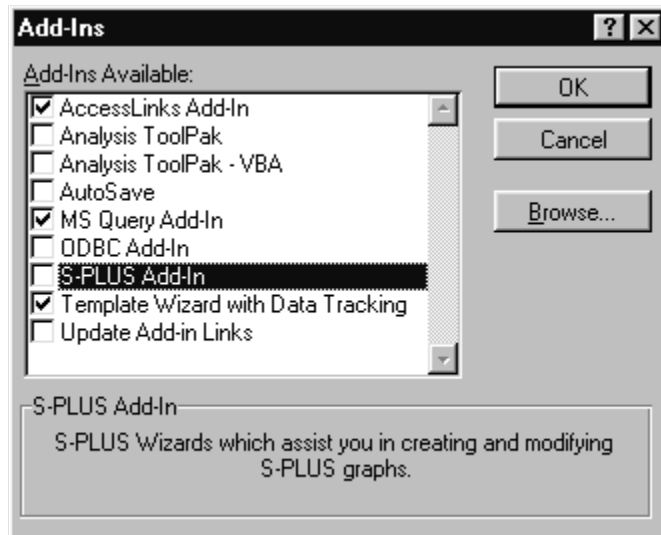 Add-Ins
Add-Ins Available:
AccessLinks Add-In
Analysis ToolPak
Analysis ToolPak - VBA
AutoSave
MS Query Add-In
ODBC Add-In
S-PLUS Add-In
Template Wizard with Data Tracking
Update Add-in Links
OK
Cancel
Browse...
S-PLUS Add-In
S-PLUS Wizards which assist you in creating and modifying
S-PLUS graphs.